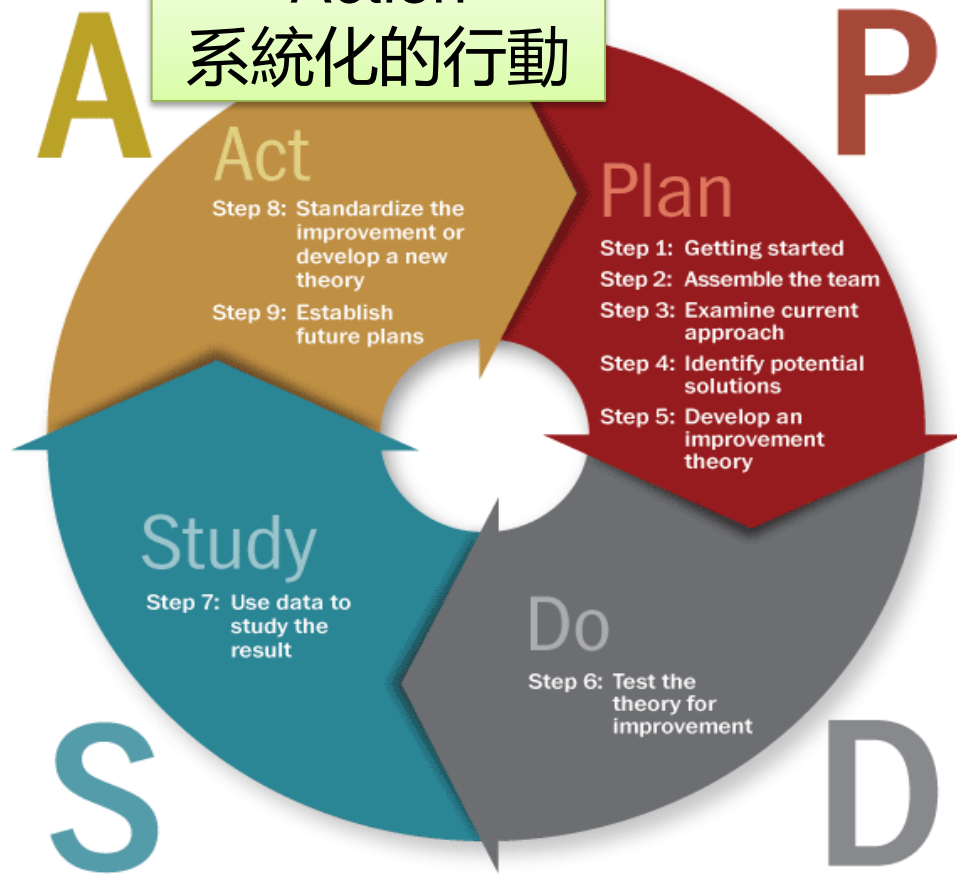 Action
系統化的行動
A
P
Act
Step 8: Standardize the
improvement or
develop a new
theory
Step 9: Establish
future plans
Plan
Step 1: Getting started
Step 2: Assemble the team
Step 3: Examine current
approach
Step 4: Identify potential
solutions
Step 5: Develop an
improvement
theory
Study
Step 7: Use data to
study the
result
Do
Step 6: Test the
theory for
improvement
S
D